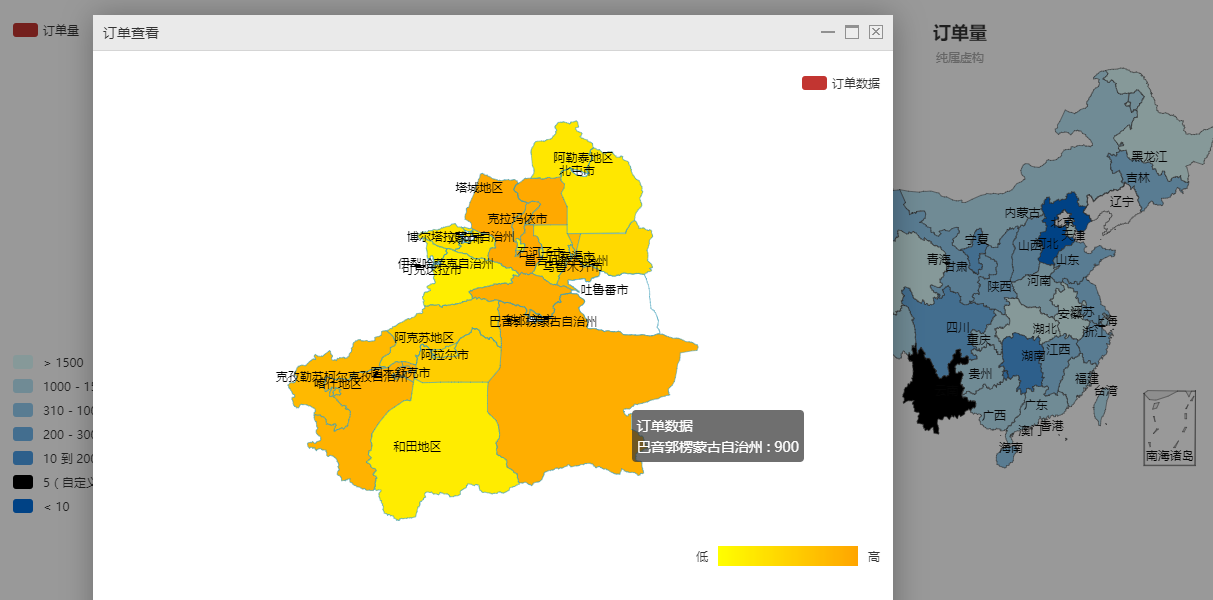 订单量
订单查看
订单量
纯属虚构
订单数据
阿勒泰地区
北屯市
塔城地区
克拉玛依市
博尔塔拉蒙古自治州
石河子市
伊犁哈萨克自治州
可克达拉市
乌鲁木齐市
吐鲁番市
巴音郭楞蒙古自治州
阿克苏地区
阿拉尔市
克孜勒苏柯尔克孜自治州
喀什地区
图木舒克市
和田地区
订单数据
巴音郭楞蒙古自治州 : 900
低
高
> 1500
1000 - 15
310 - 100
200 - 300
10 到 200
5 ( 自定义
< 10
黑龙江
吉林
辽宁
内蒙古
北京
天津
河北
山西
山东
宁夏
青海
甘肃
陕西
河南
江苏
安徽
上海
湖北
浙江
四川
重庆
湖南
江西
贵州
福建
台湾
广西
广东
香港
澳门
海南
南海诸岛